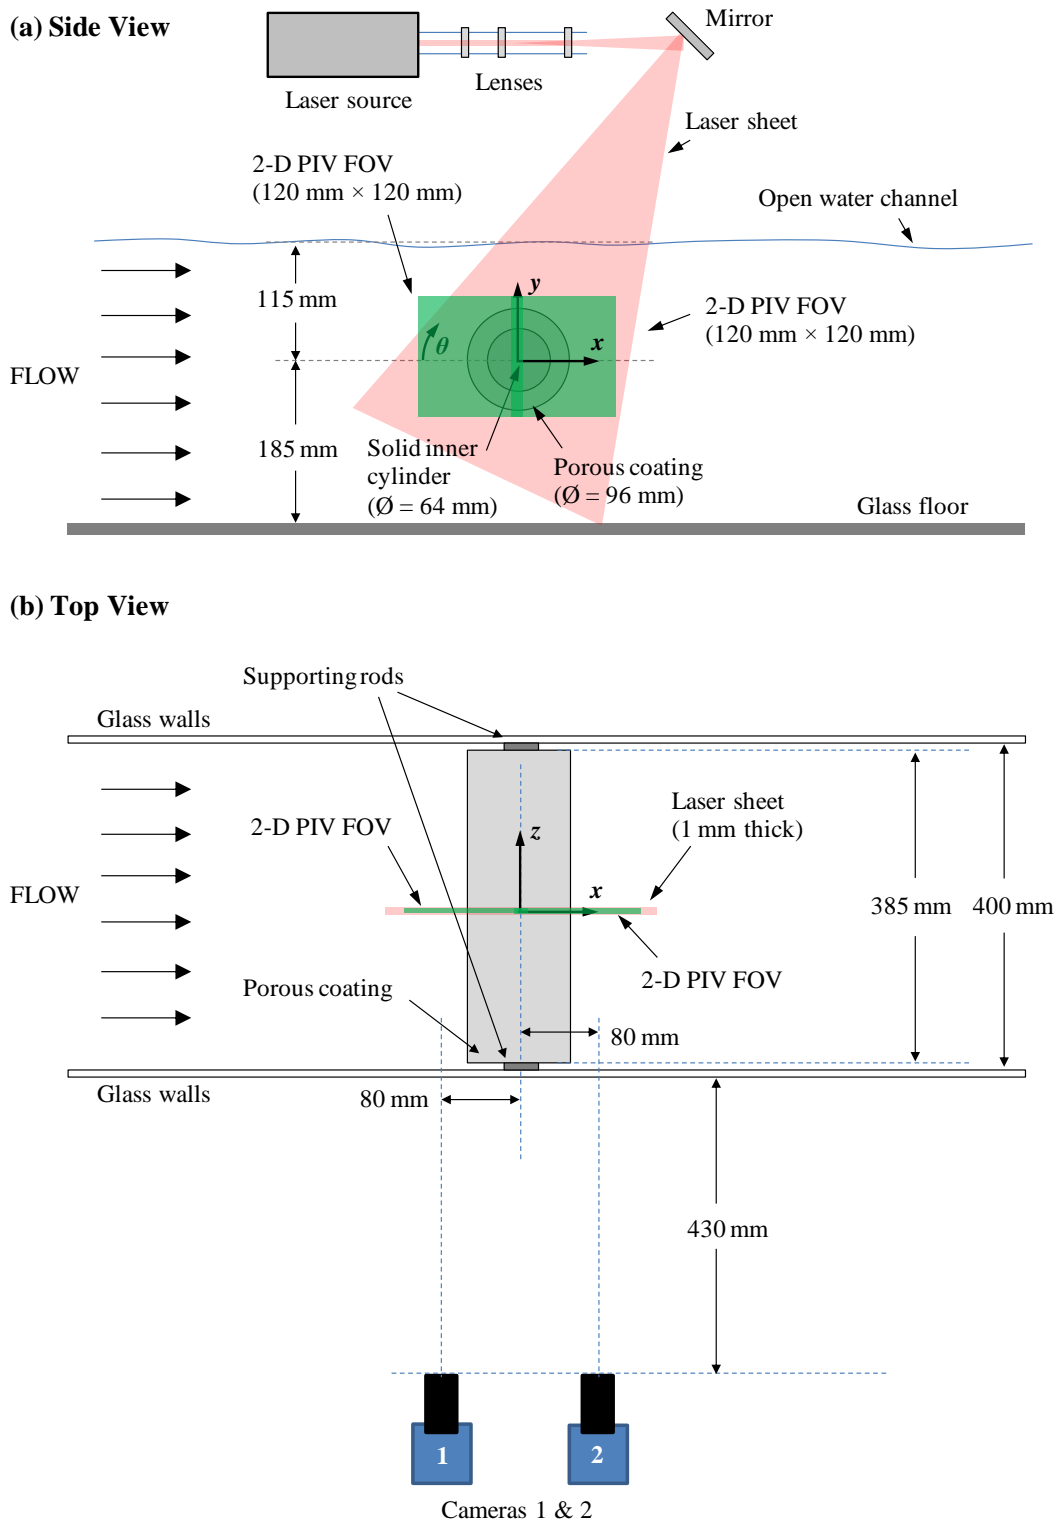 (a) Side View
Mirror
Laser source
Lenses
Laser sheet
2-D PIV FOV
(120 mm × 120 mm)
Open water channel
115 mm
y
2-D PIV FOV
(120 mm × 120 mm)
θ
x
FLOW
185 mm
Solid inner
cylinder
(Ø = 64 mm)
Porous coating
(Ø = 96 mm)
Glass floor
(b) Top View
Supporting rods
Glass walls
2-D PIV FOV
z
Laser sheet
(1 mm thick)
FLOW
x
385 mm
400 mm
2-D PIV FOV
Porous coating
80 mm
Glass walls
80 mm
430 mm
1
2
Cameras 1 & 2